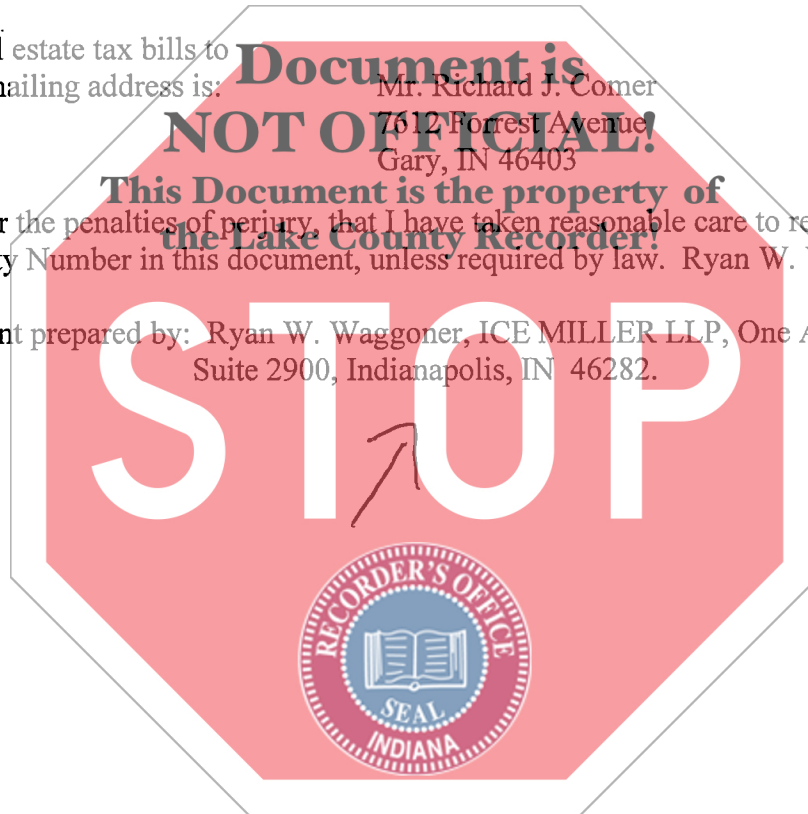 estate tax bills to
Document is
mailing address is:
Mr. Richard J. Comer
NOT OFFICIAL!
7612 Forrest Avenue
Gary, IN 46403
This Document is the property of
the penalties of perjury, that I have taken reasonable care to re
the Lake County Recorder!
y Number in this document, unless required by law. Ryan W.
nt prepared by: Ryan W. Waggoner, ICE MILLER LLP, One A
Suite 2900, Indianapolis, IN 46282.
STOP
RECORDER'S OFFICE
SEAL
INDIANA